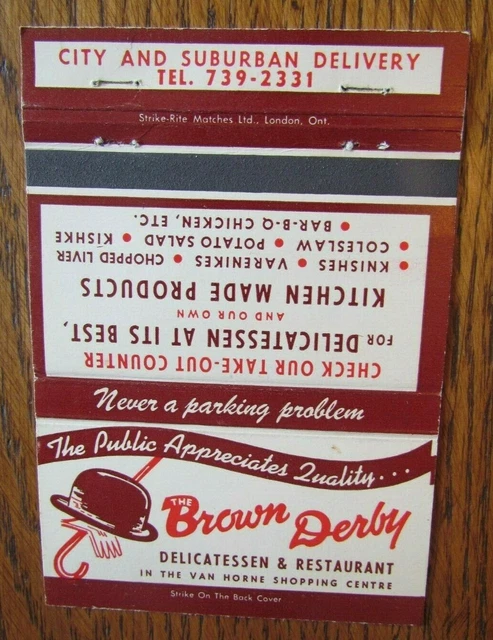 CITY AND SUBURBAN DELIVERY
TEL. 739-2331
Strike-Rite Matches Ltd., London, Ont.
CHECK OUR TAKE-OUT COUNTER
FOR DELICATESSEN AT ITS BEST,
AND OUR OWN
KITCHEN MADE PRODUCTS
KNISHES • VARENIKES • CHOPPED LIVER
• COLESLAW • POTATO SALAD • KISHKE
• BAR-B-Q CHICKEN, ETC.
Never a parking problem
The Public Appreciates Quality...
THE Brown Derby
DELICATESSEN & RESTAURANT
IN THE VAN HORNE SHOPPING CENTRE
Strike On The Back Cover